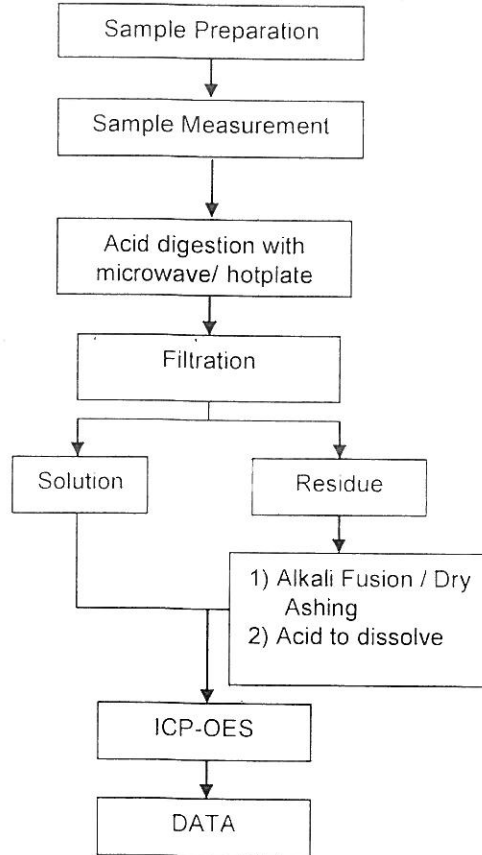 Sample Preparation
Sample Measurement
Acid digestion with
microwave/ hotplate
Filtration
Solution
Residue
1) Alkali Fusion / Dry
Ashing
2) Acid to dissolve
ICP-OES
DATA